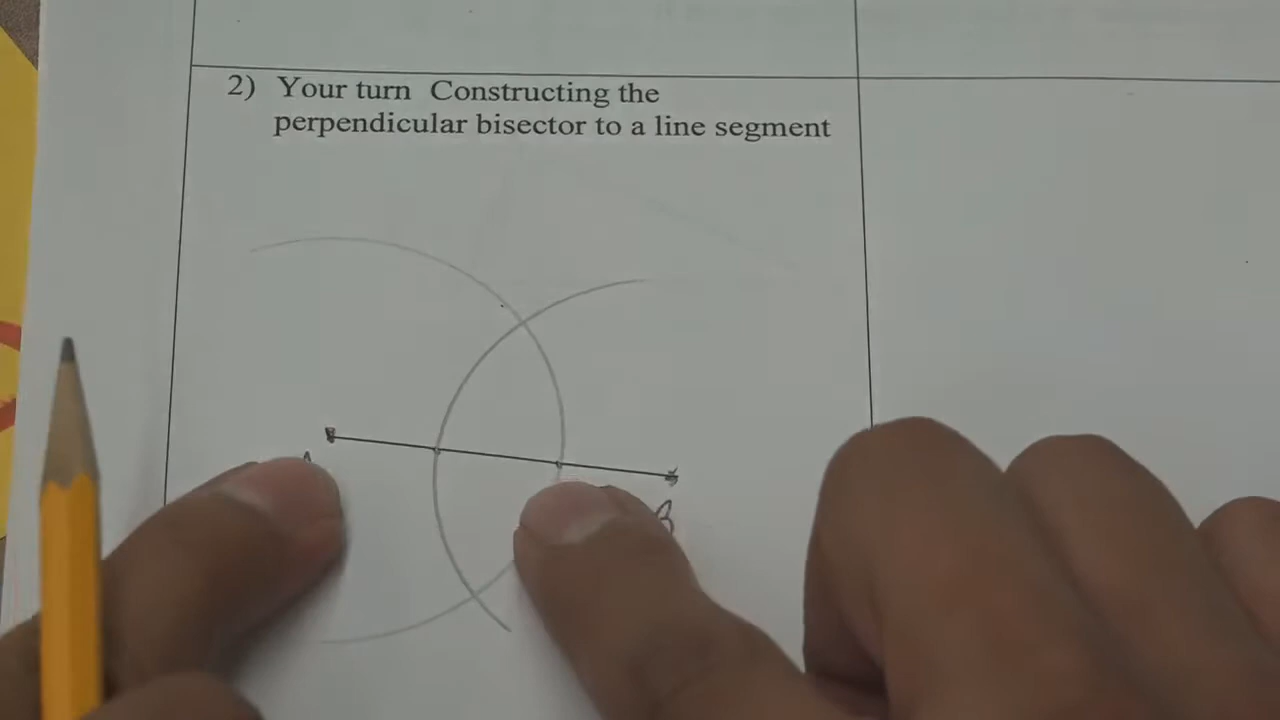 2) Your turn Constructing the
perpendicular bisector to a line segment
A
B